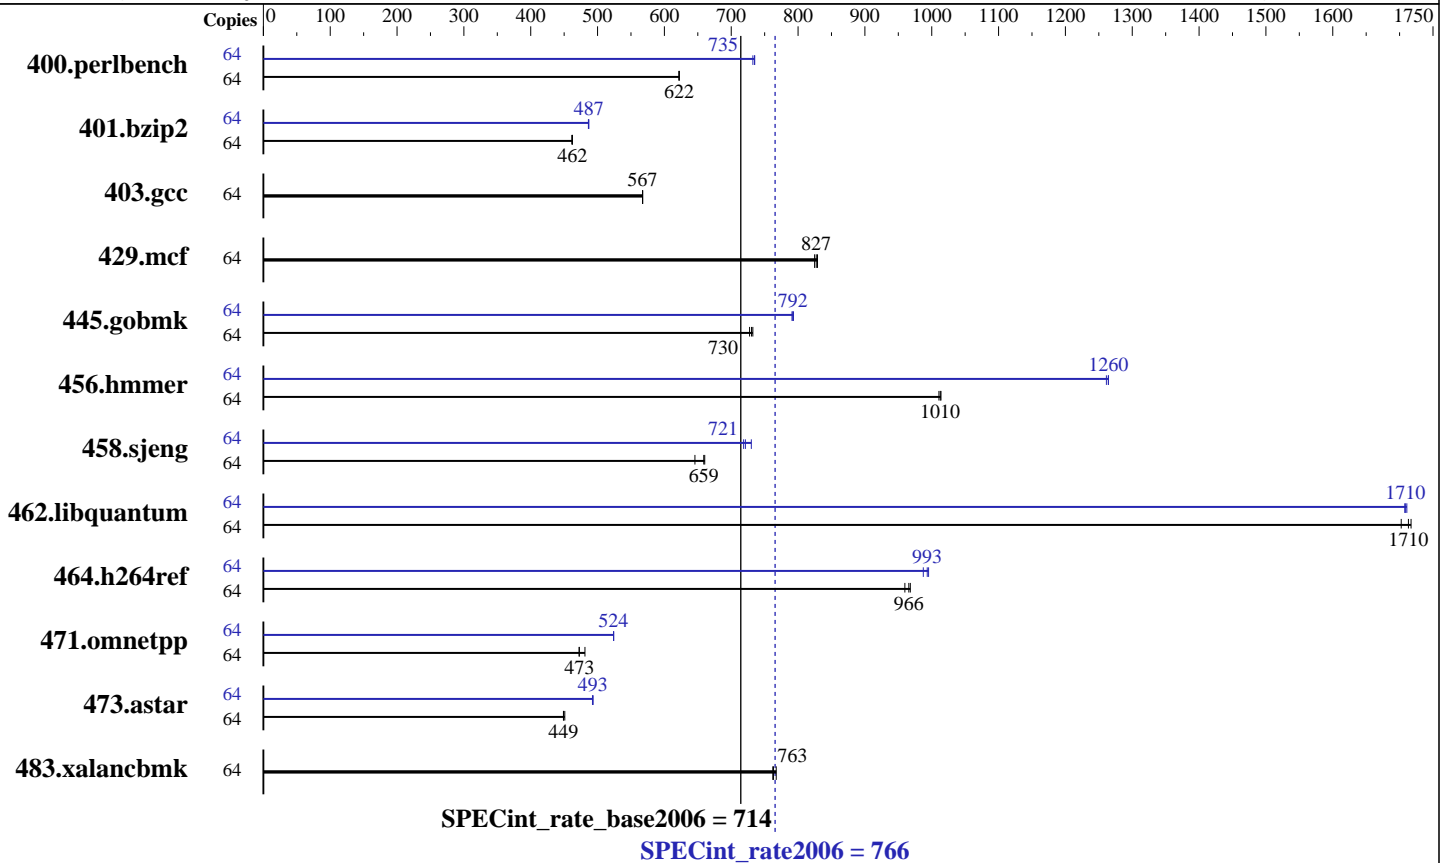 Copies 0 100 200 300 400 500 600 700 800 900 1000 1100 1200 1300 1400 1500 1600 1750
400.perlbench 64 735
64 622
401.bzip2 64 487
64 462
403.gcc 64 567
429.mcf 64 827
445.gobmk 64 792
64 730
456.hmmer 64 1260
64 1010
458.sjeng 64 721
64 659
462.libquantum 64 1710
64 1710
464.h264ref 64 993
64 966
471.omnetpp 64 524
64 473
473.astar 64 493
64 449
483.xalancbmk 64 763
SPECint_rate_base2006 = 714
SPECint_rate2006 = 766